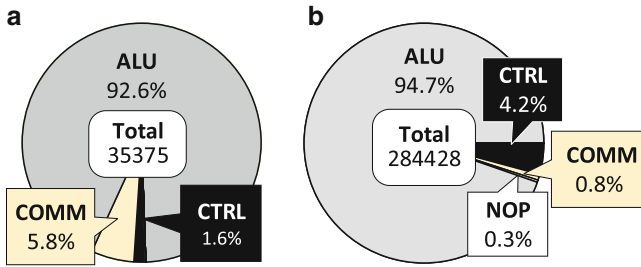 a
ALU
92.6%
Total
35375
COMM
5.8%
CTRL
1.6%
b
ALU
94.7%
CTRL
4.2%
Total
284428
COMM
0.8%
NOP
0.3%